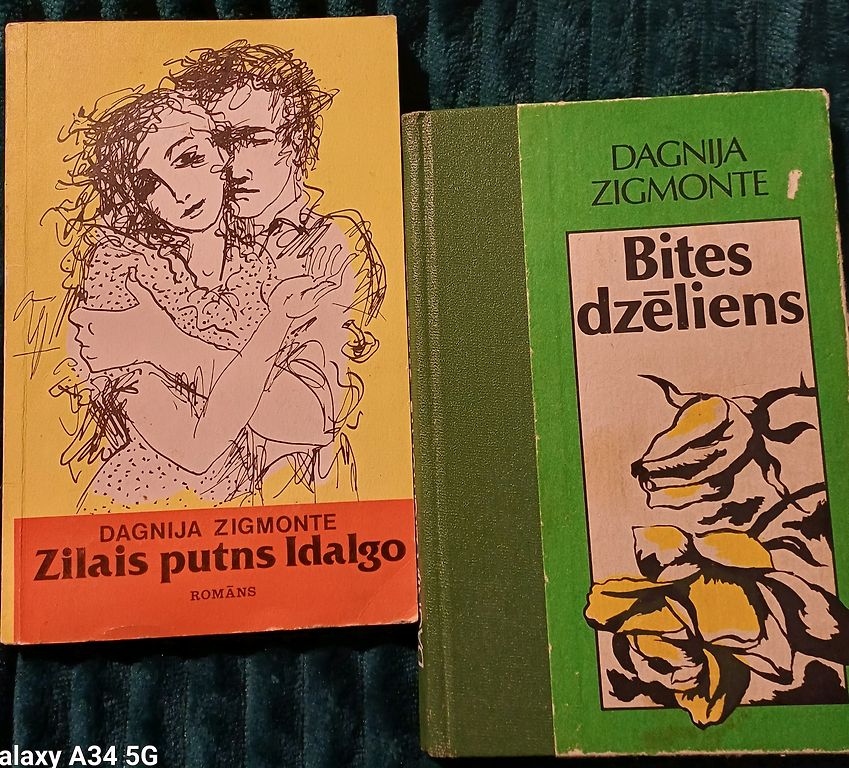 DAGNIJA ZIGMONTE
Zilais putns Idalgo
ROMĀNS
DAGNIJA
ZIGMONTE
Bites
dzēliens
alaxy A34 5G